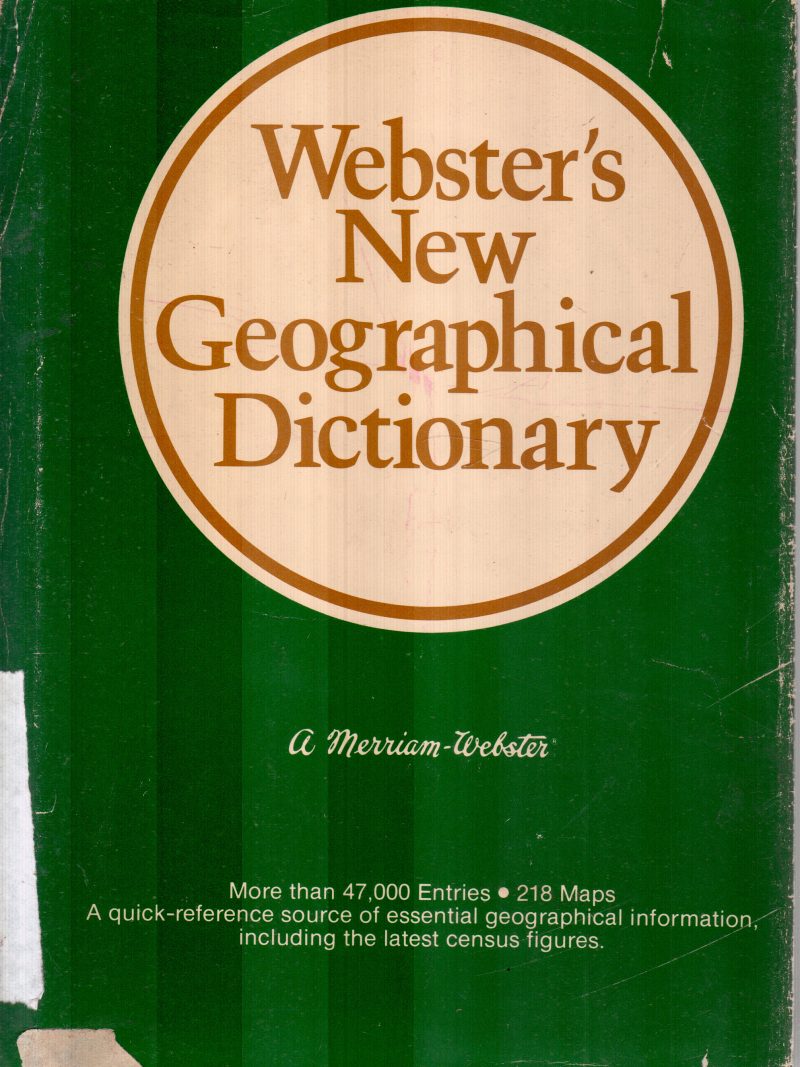 Webster's
New
Geographical
Dictionary
A Merriam-Webster®
More than 47,000 Entries • 218 Maps
A quick-reference source of essential geographical information,
including the latest census figures.